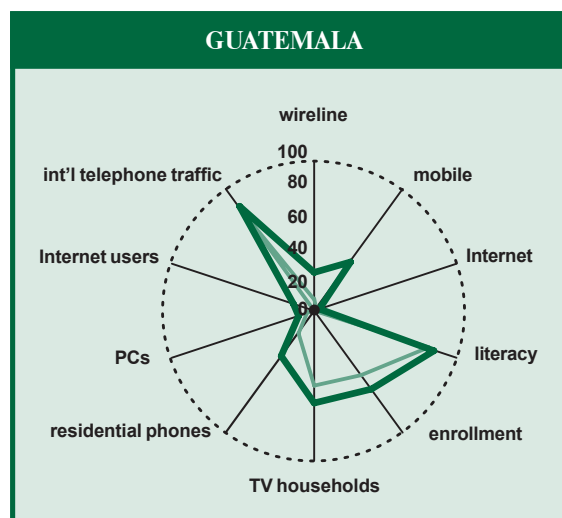 GUATEMALA
wireline
100
80
60
40
20
0
mobile
Internet
literacy
enrollment
TV households
residential phones
PCs
Internet users
int'l telephone traffic